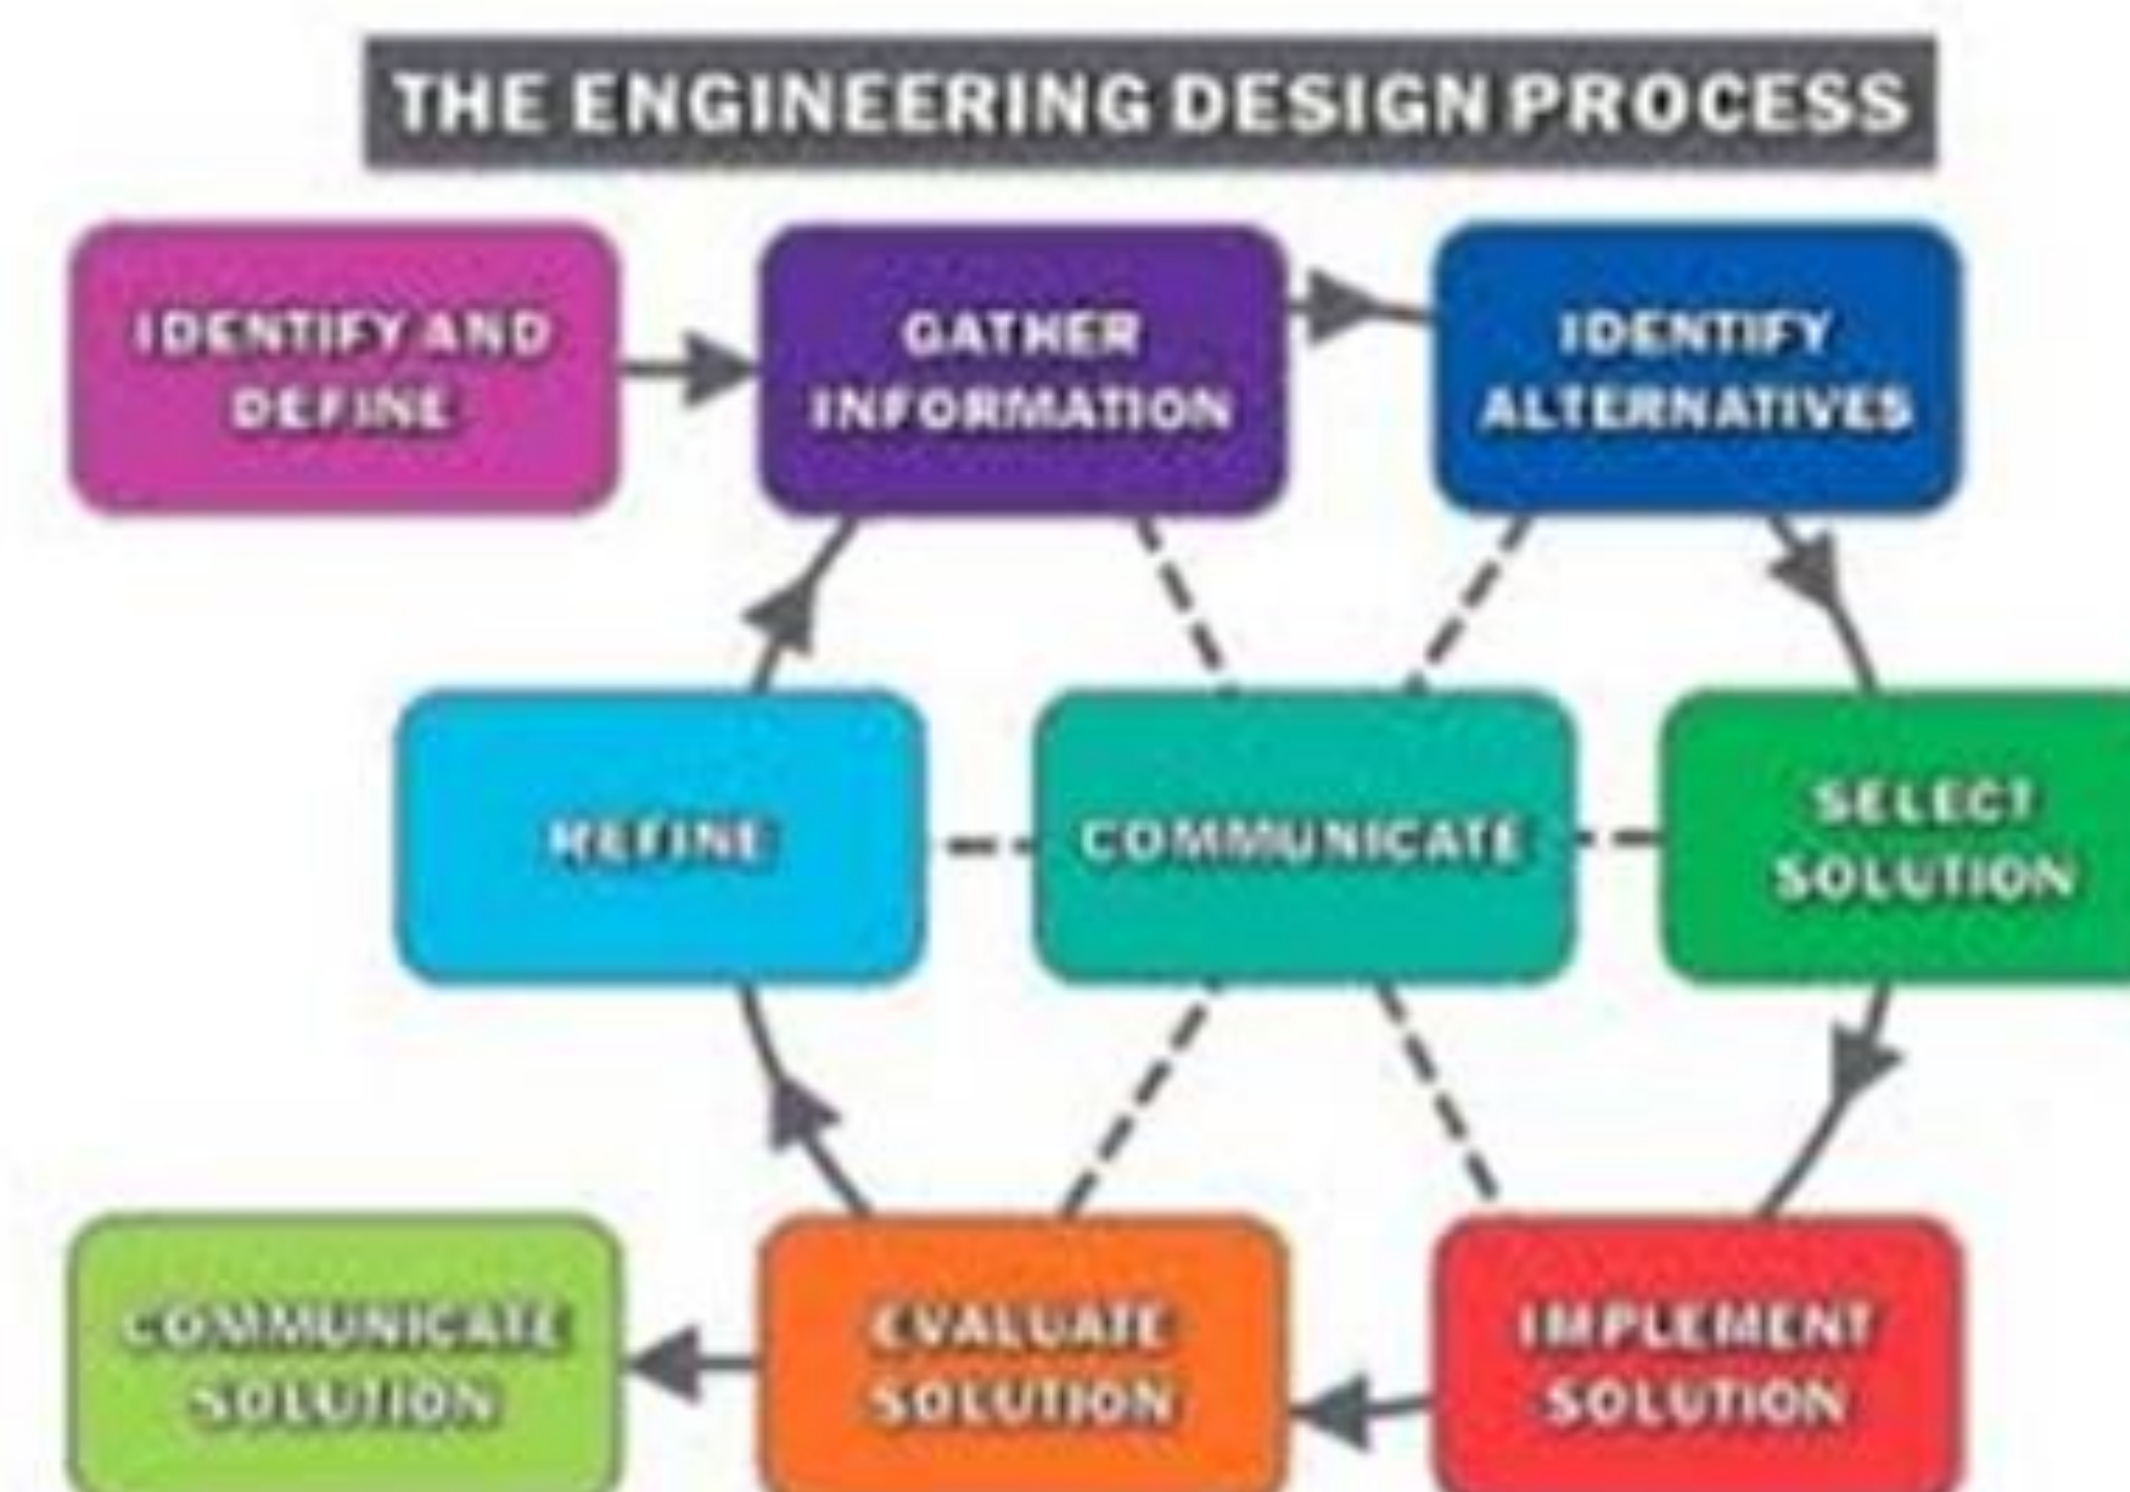 THE ENGINEERING DESIGN PROCESS
IDENTIFY AND
DEFINE
GATHER
INFORMATION
IDENTIFY
ALTERNATIVES
REFINE
COMMUNICATE
SELECT
SOLUTION
COMMUNICATE
SOLUTION
EVALUATE
SOLUTION
IMPLEMENT
SOLUTION